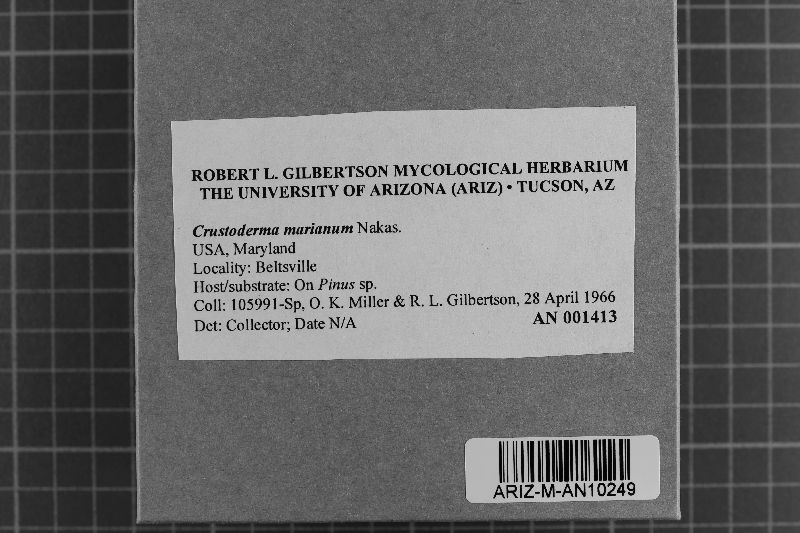 ROBERT L. GILBERTSON MYCOLOGICAL HERBARIUM
THE UNIVERSITY OF ARIZONA (ARIZ) • TUCSON, AZ
Crustoderma marianum Nakas.
USA, Maryland
Locality: Beltsville
Host/substrate: On Pinus sp.
Coll: 105991-Sp, O. K. Miller & R. L. Gilbertson, 28 April 1966
Det: Collector; Date N/A
AN 001413
ARIZ-M-AN10249